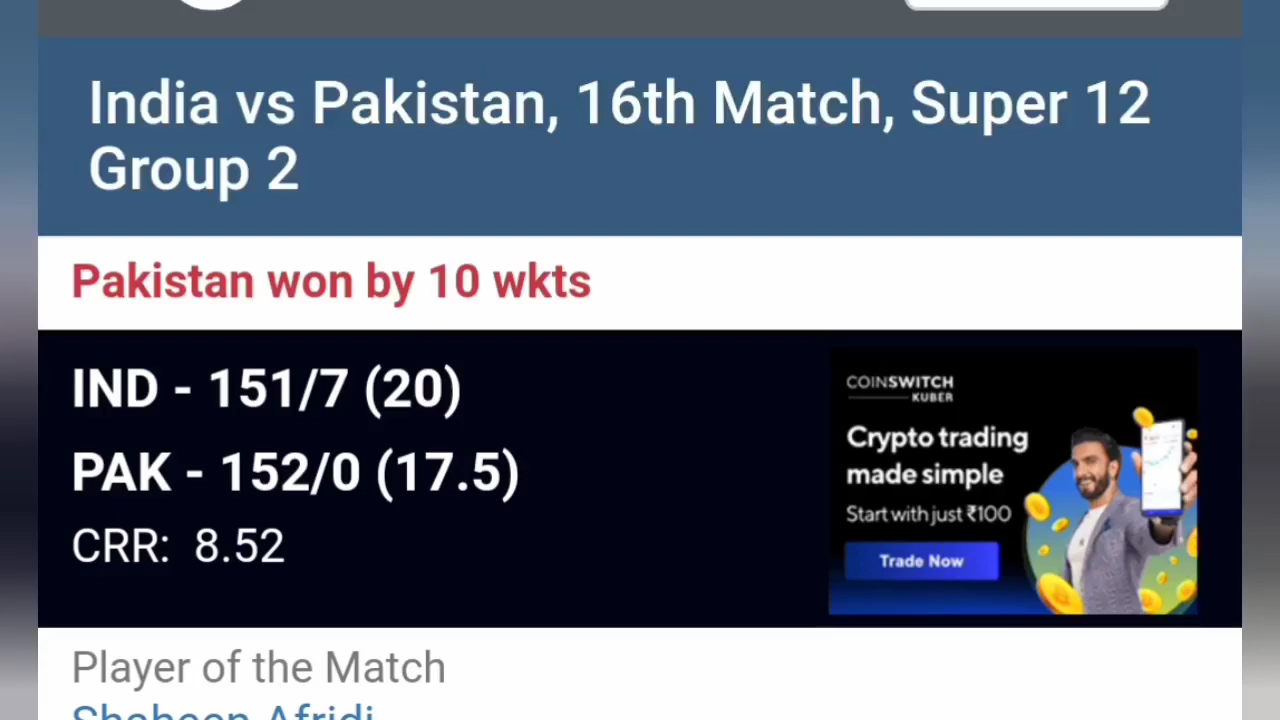 India vs Pakistan, 16th Match, Super 12
Group 2
Pakistan won by 10 wkts
IND - 151/7 (20)
PAK - 152/0 (17.5)
CRR: 8.52
COINSWITCH
KUBER
Crypto trading
made simple
Start with just ₹100
Trade Now
Player of the Match
Shaheen Afridi